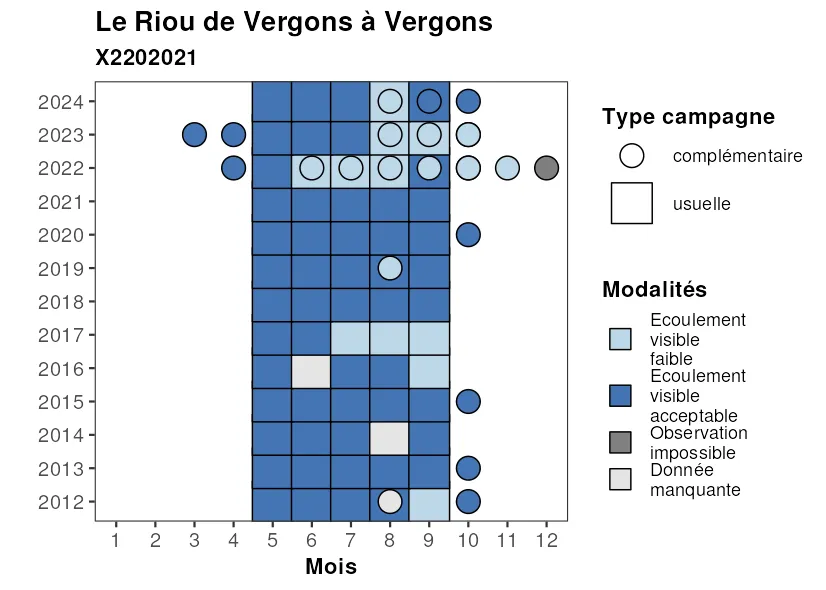 Le Riou de Vergons à Vergons
X2202021
2024
2023
2022
2021
2020
2019
2018
2017
2016
2015
2014
2013
2012
1 2 3 4 5 6 7 8 9 10 11 12
Mois
Type campagne
complémentaire
usuelle
Modalités
Ecoulement
visible
faible
Ecoulement
visible
acceptable
Observation
impossible
Donnée
manquante